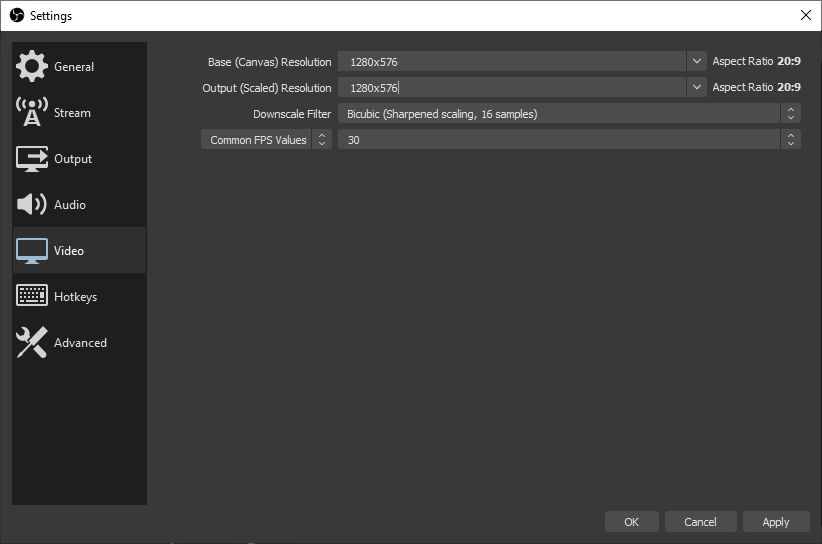 Settings
General
Stream
Output
Audio
Video
Hotkeys
Advanced
Base (Canvas) Resolution 1280x576 Aspect Ratio 20:9
Output (Scaled) Resolution 1280x576 Aspect Ratio 20:9
Downscale Filter Bicubic (Sharpened scaling, 16 samples)
Common FPS Values 30
OK Cancel Apply